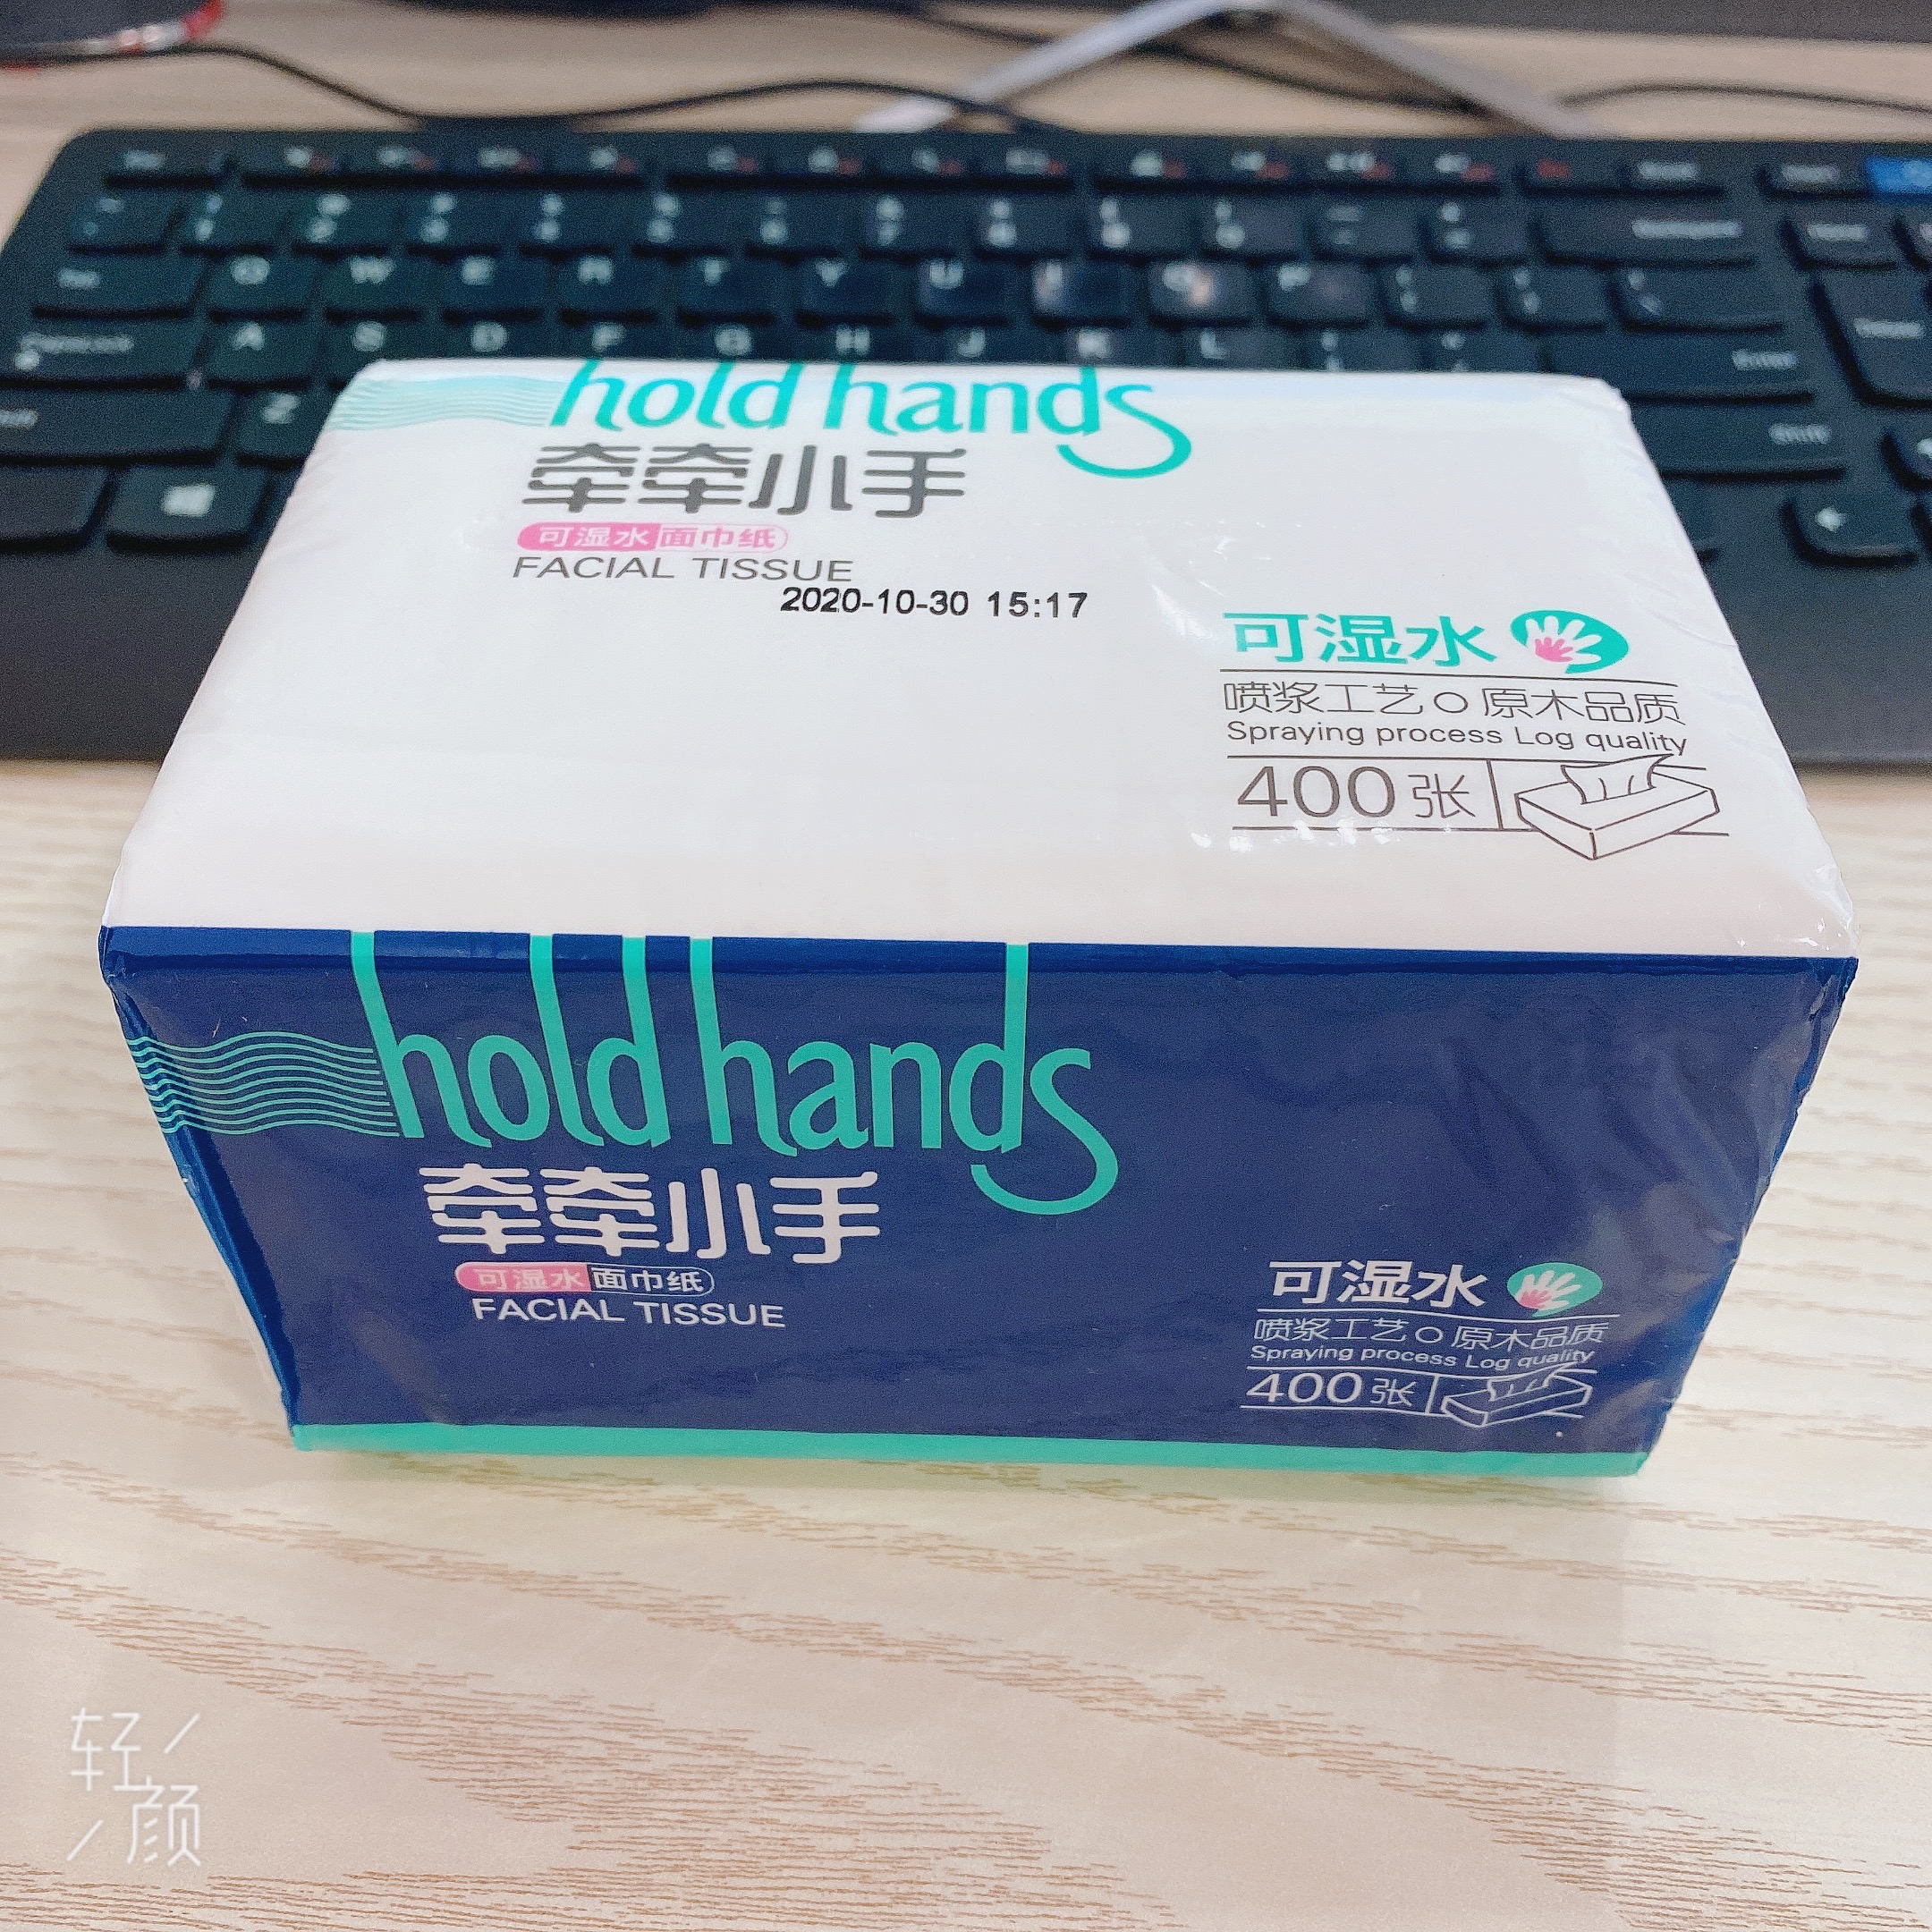 Q W E R T Y U I O P
A S D F G H J K L
Enter
Shift
Z
hold hands
牵牵小手
可湿水面巾纸
FACIAL TISSUE
2020-10-30 15:17
可湿水
喷浆工艺○原木品质
Spraying process Log quality
400张
hold hands
牵牵小手
可湿水面巾纸
FACIAL TISSUE
可湿水
喷浆工艺○原木品质
Spraying process Log quality
400张
轻颜